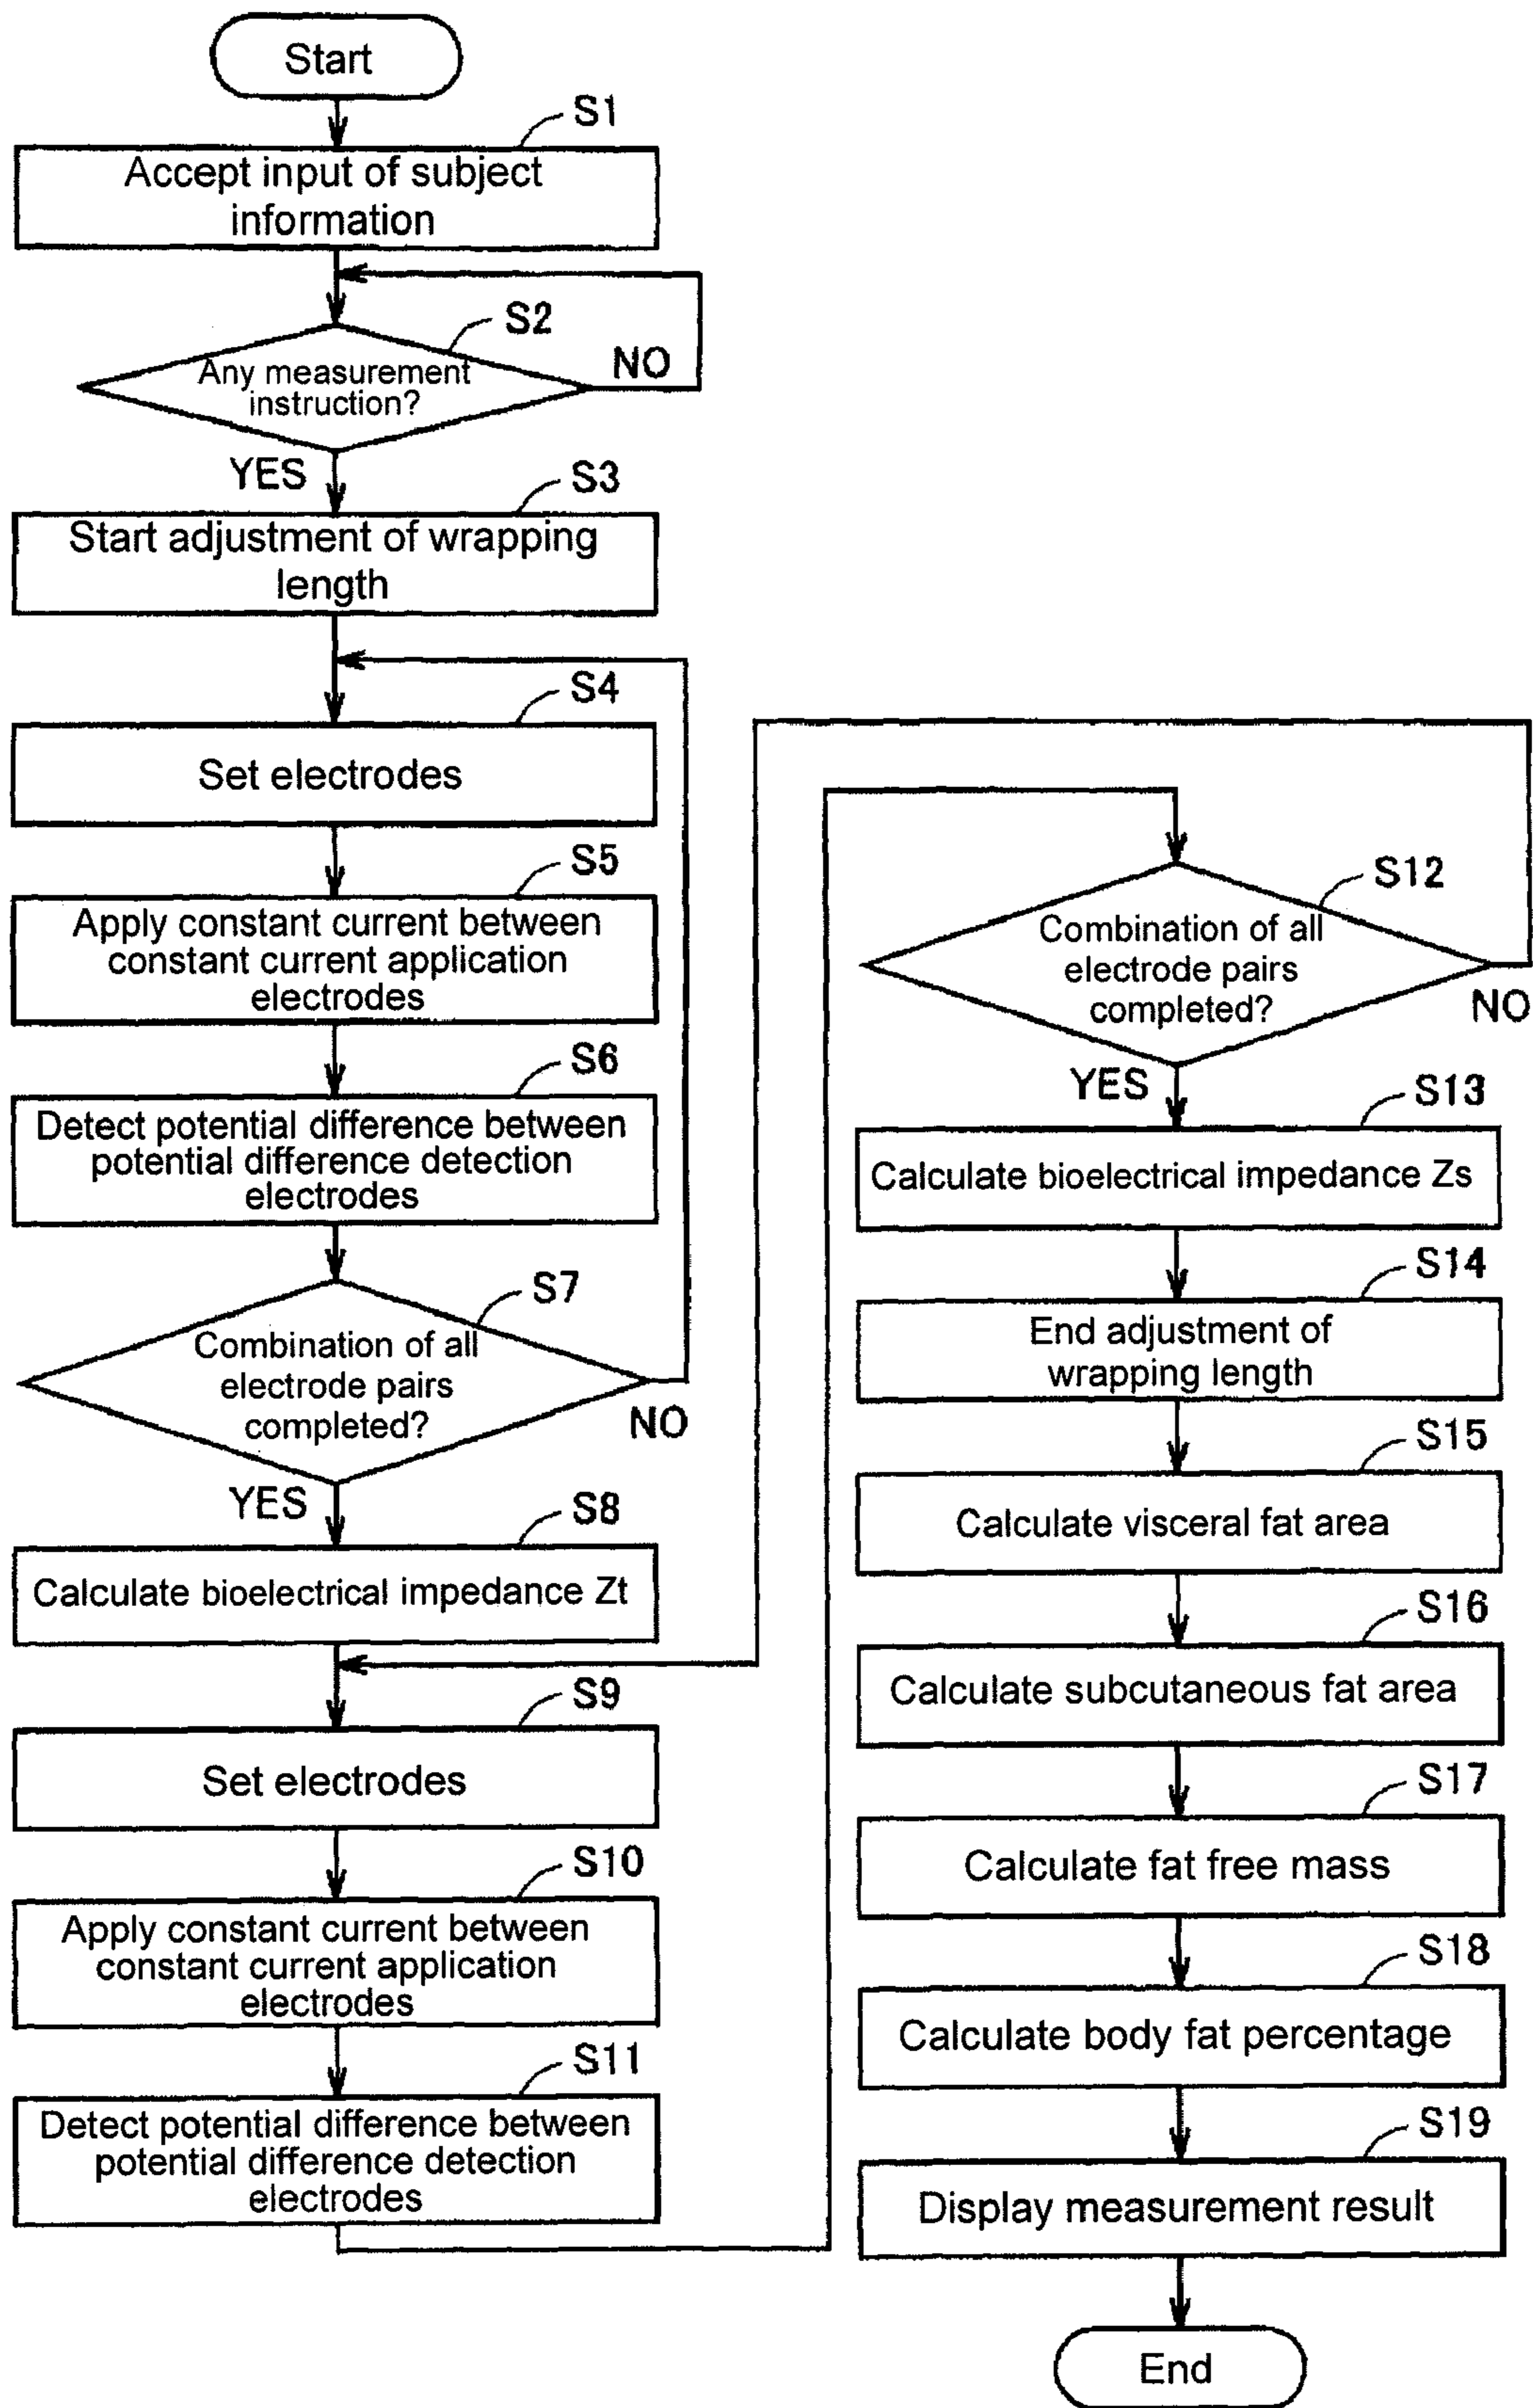 Start
S1
Accept input of subject
information
S2
Any measurement
instruction?
NO
YES
S3
Start adjustment of wrapping
length
S4
Set electrodes
S5
Apply constant current between
constant current application
electrodes
S6
Detect potential difference between
potential difference detection
electrodes
S7
Combination of all
electrode pairs
completed?
NO
YES
S8
Calculate bioelectrical impedance Zt
S9
Set electrodes
S10
Apply constant current between
constant current application
electrodes
S11
Detect potential difference between
potential difference detection
electrodes
S12
Combination of all
electrode pairs
completed?
NO
YES
S13
Calculate bioelectrical impedance Zs
S14
End adjustment of
wrapping length
S15
Calculate visceral fat area
S16
Calculate subcutaneous fat area
S17
Calculate fat free mass
S18
Calculate body fat percentage
S19
Display measurement result
End